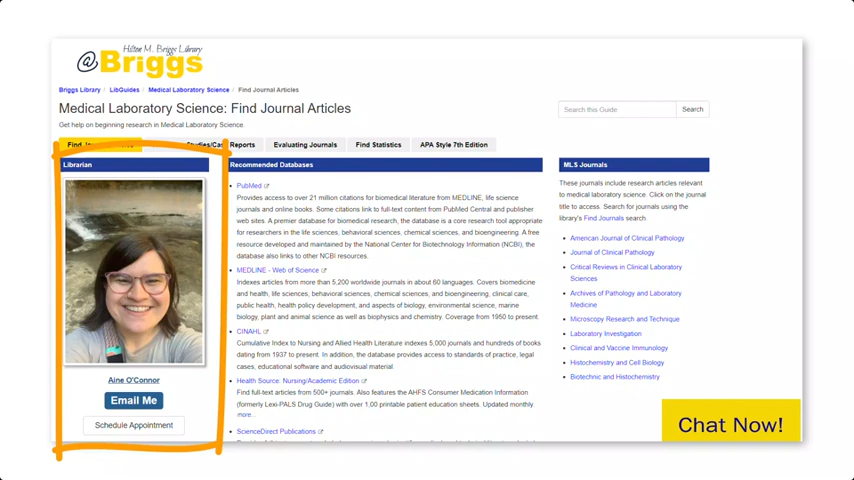 Hilton M. Briggs Library
@Briggs
Briggs Library / LibGuides / Medical Laboratory Science / Find Journal Articles
Medical Laboratory Science: Find Journal Articles
Search this Guide
Search
Get help on beginning research in Medical Laboratory Science.
Reports
Evaluating Journals
Find Statistics
APA Style 7th Edition
Librarian
Aine O'Connor
Email Me
Schedule Appointment
Recommended Databases
PubMed
Provides access to over 21 million citations for biomedical literature from MEDLINE, life science
journals and online books. Some citations link to full-text content from PubMed Central and publisher
web sites. A premier database for biomedical research, the database is a core research tool appropriate
for researchers in the life sciences, behavioral sciences, chemical sciences, and bioengineering. A free
resource developed and maintained by the National Center for Biotechnology Information (NCBI), the
database also links to other NCBI resources.
MEDLINE - Web of Science
Indexes articles from more than 5,200 worldwide journals in about 60 languages. Covers biomedicine
and health, life sciences, behavioral sciences, chemical sciences, and bioengineering, clinical care,
public health, health policy development, and aspects of biology, environmental science, marine
biology, plant and animal science as well as biophysics and chemistry. Coverage from 1950 to present.
CINAHL
Cumulative Index to Nursing and Allied Health Literature indexes 5,000 journals and hundreds of books
dating from 1937 to present. In addition, the database provides access to standards of practice, legal
cases, educational software and audiovisual material.
Health Source: Nursing/Academic Edition
Find full-text articles from 500+ journals. Also features the AHFS Consumer Medication Information
(formerly Lexi-PALS Drug Guide) with over 1,00 printable patient education sheets. Updated monthly
more...
ScienceDirect Publications
MLS Journals
These journals include research articles relevant
to medical laboratory science. Click on the journal
title to access. Search for journals using the
library's Find Journals search.
American Journal of Clinical Pathology
Journal of Clinical Pathology
Critical Reviews in Clinical Laboratory
Sciences
Archives of Pathology and Laboratory
Medicine
Microscopy Research and Technique
Laboratory Investigation
Clinical and Vaccine Immunology
Histochemistry and Cell Biology
Biotechnic and Histochemistry
Chat Now!